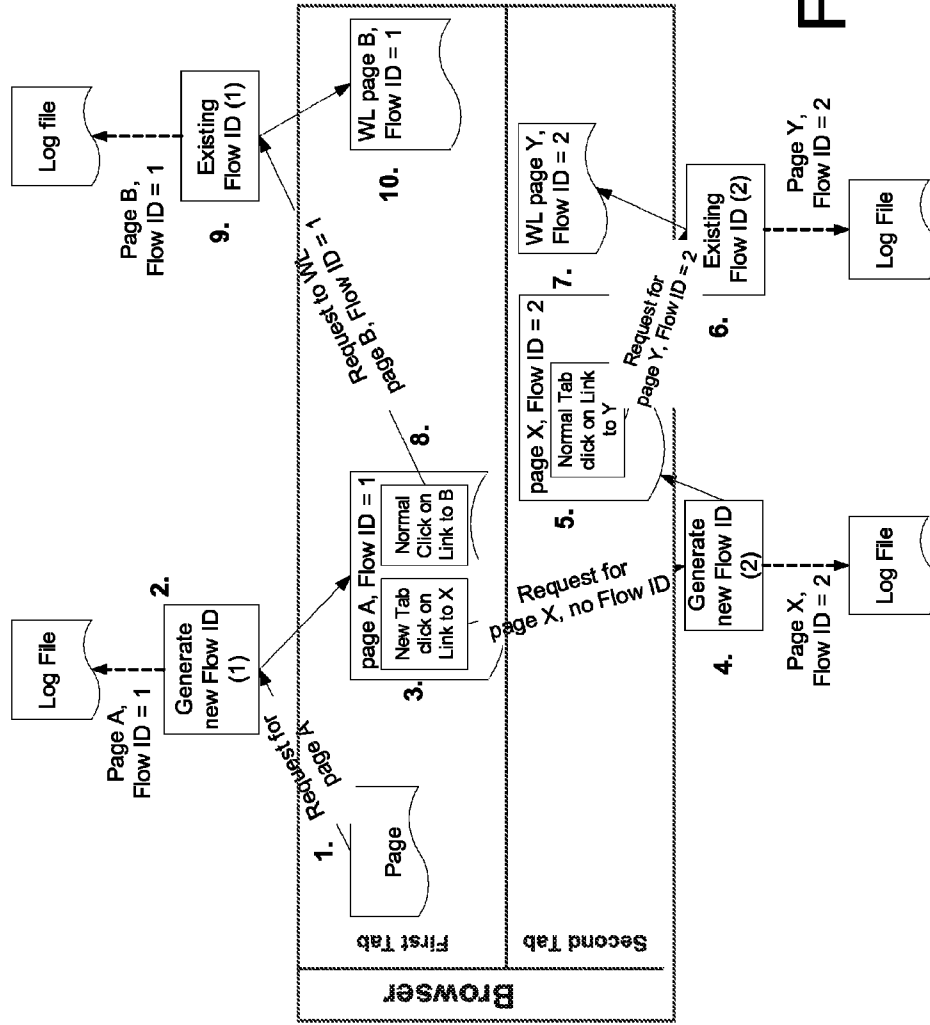 Log File
Page A,
Flow ID = 1
2.
Generate
new Flow ID
(1)
Log file
Page B,
Flow ID = 1
9.
Existing
Flow ID (1)
Browser
First Tab
1.
Page
Request for
page A
3.
page A, Flow ID = 1
New Tab
click on
Link to X
Normal
Click on
Link to B
8.
Request to WL
page B, Flow ID = 1
10.
WL page B,
Flow ID = 1
Second Tab
Request for
page X, no Flow ID
5.
page X, Flow ID = 2
Normal Tab
click on Link
to Y
Request for
page Y, Flow ID = 2
7.
WL page Y,
Flow ID = 2
4.
Generate
new Flow ID
(2)
Page X,
Flow ID = 2
Log File
6.
Existing
Flow ID (2)
Page Y,
Flow ID = 2
Log File
F